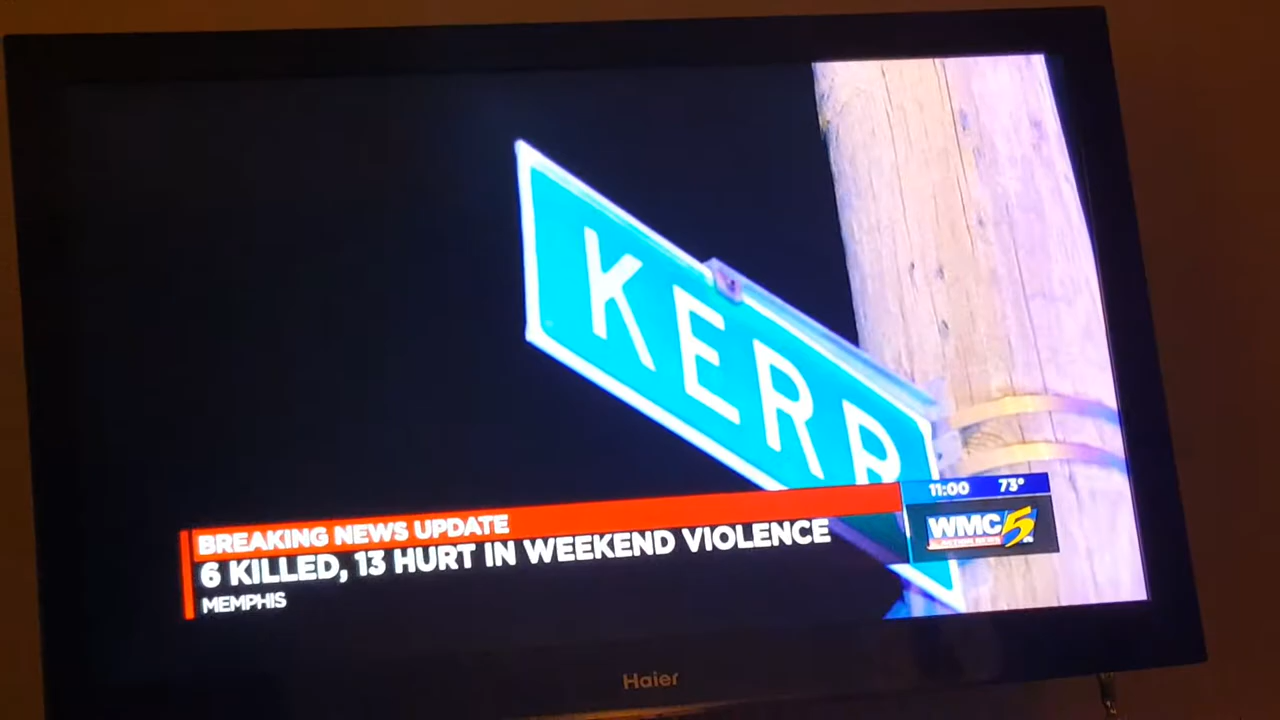 KERR
11:00 73°
BREAKING NEWS UPDATE
6 KILLED, 13 HURT IN WEEKEND VIOLENCE
WMC5
MEMPHIS
Haier